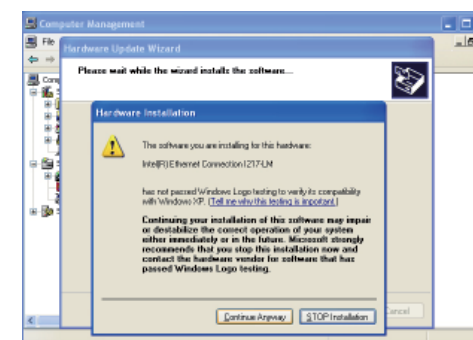 Computer Management
File
Hardware Update Wizard
Please wait while the wizard installs the software...
Hardware Installation
The software you are installing for this hardware:
Intel(R) Ethernet Connection I217-LM
has not passed Windows Logo testing to verify its compatibility
with Windows XP. (Tell me why this testing is important.)
Continuing your installation of this software may impair
or destabilize the correct operation of your system
either immediately or in the future. Microsoft strongly
recommends that you stop this installation now and
contact the hardware vendor for software that has
passed Windows Logo testing.
Continue Anyway STOP Installation
Cancel